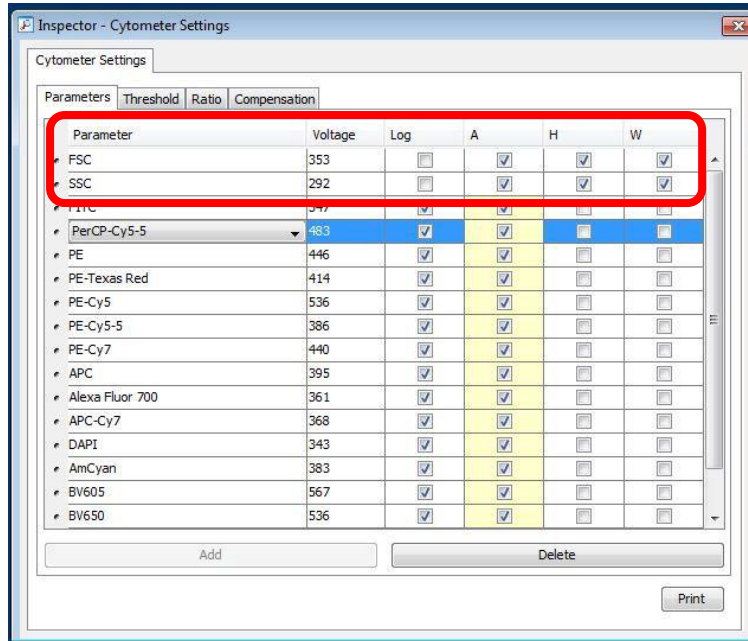 Inspector - Cytometer Settings
Cytometer Settings
Parameters Threshold Ratio Compensation
Parameter Voltage Log A H W
FSC 353
SSC 292
FITC 347
PerCP-Cy5-5 483
PE 446
PE-Texas Red 414
PE-Cy5 536
PE-Cy5-5 386
PE-Cy7 440
APC 395
Alexa Fluor 700 361
APC-Cy7 368
DAPI 343
AmCyan 383
BV605 567
BV650 536
Add Delete
Print